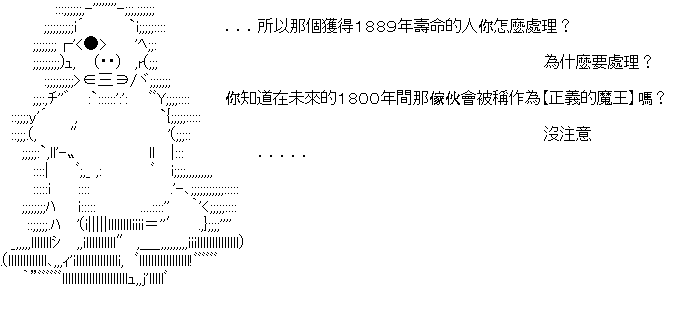 ...所以那個獲得1889年壽命的人你怎麼處理？
為什麼要處理？
你知道在未來的1800年間那傢伙會被稱作為【正義的魔王】嗎？
沒注意
.....